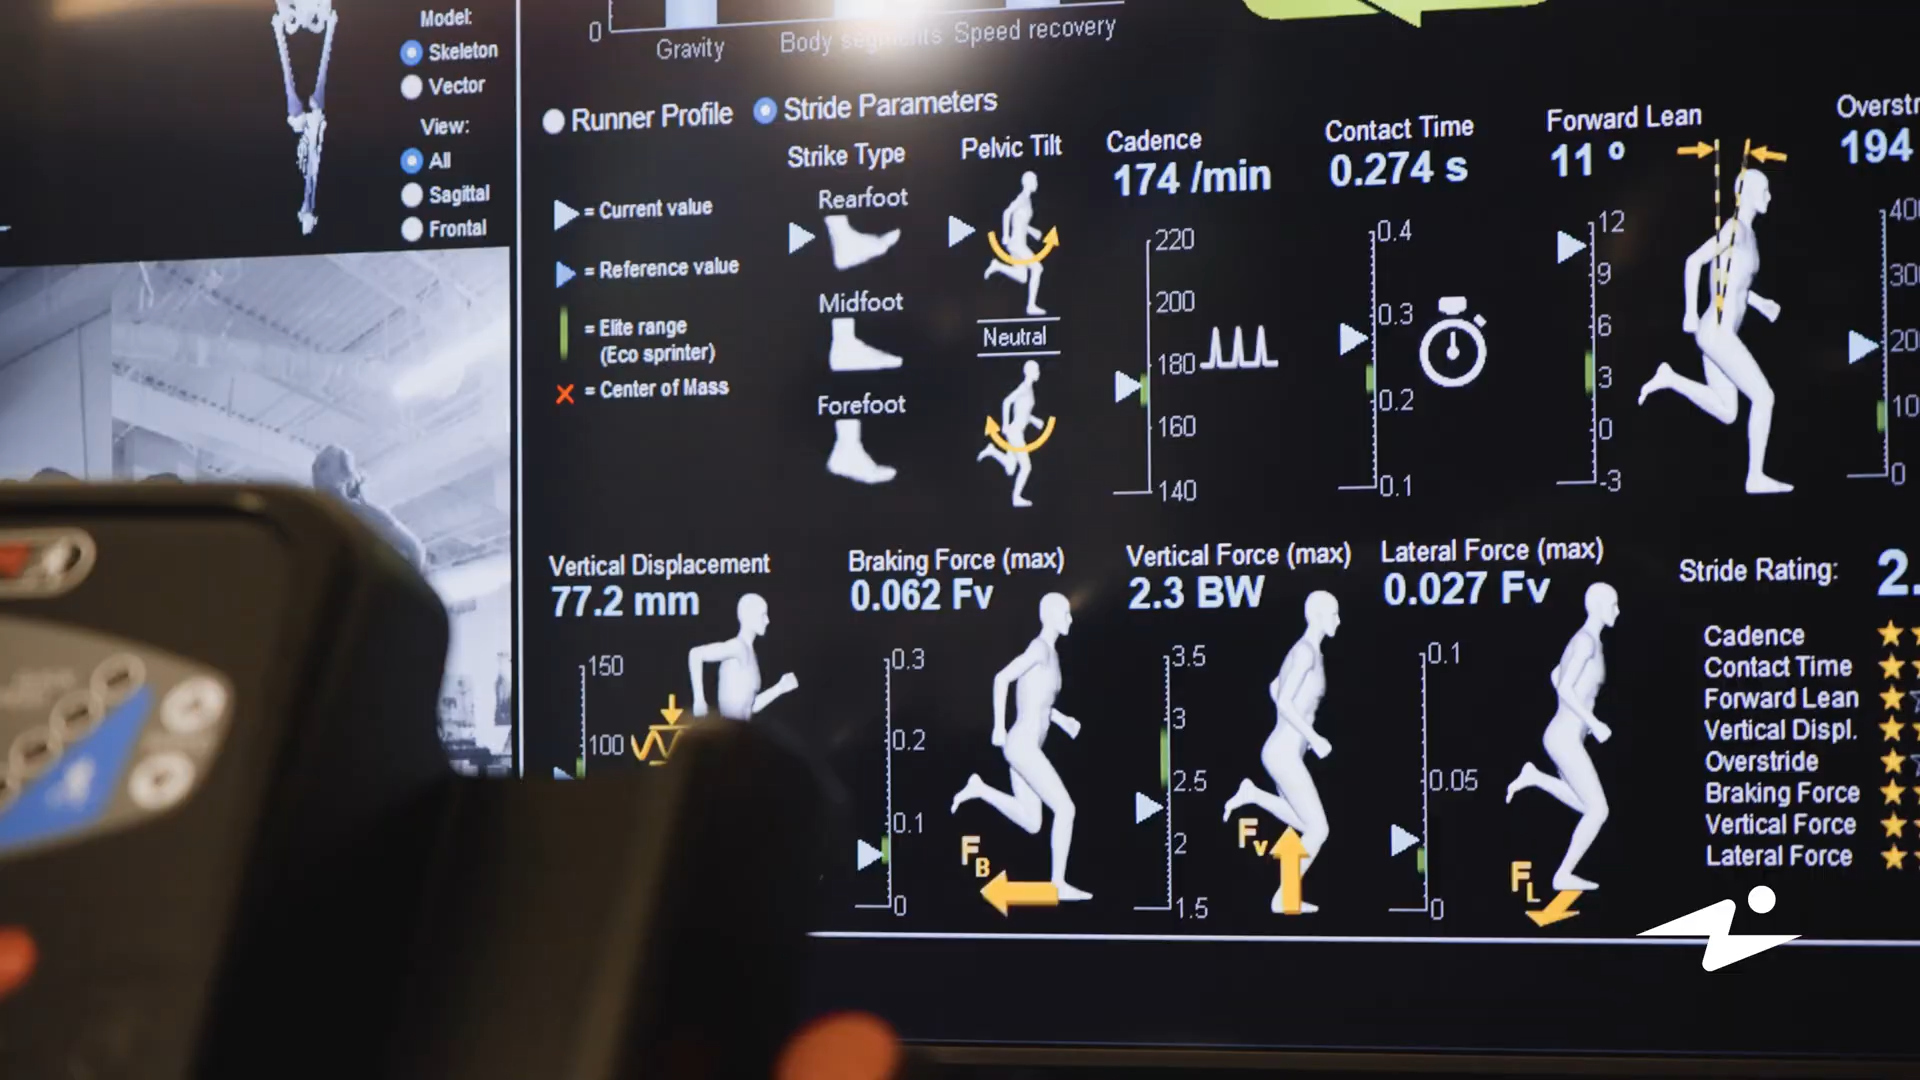 Model:
Skeleton
Vector
View:
All
Sagittal
Frontal
0
Gravity
Body segments
Speed recovery
Runner Profile
Stride Parameters
= Current value
= Reference value
= Elite range
(Eco sprinter)
= Center of Mass
Strike Type
Rearfoot
Midfoot
Forefoot
Pelvic Tilt
Neutral
Cadence
174 /min
220
200
180
160
140
Contact Time
0.274 s
0.4
0.3
0.2
0.1
Forward Lean
11 º
12
9
6
3
0
-3
194
0
Vertical Displacement
77.2 mm
150
100
Braking Force (max)
0.062 Fv
0.3
0.2
0.1
0
FB
Vertical Force (max)
2.3 BW
3.5
3
2.5
2
1.5
Fv
Lateral Force (max)
0.027 Fv
0.1
0.05
0
FL
Stride Rating: 2.
Cadence
Contact Time
Forward Lean
Vertical Displ.
Overstride
Braking Force
Vertical Force
Lateral Force